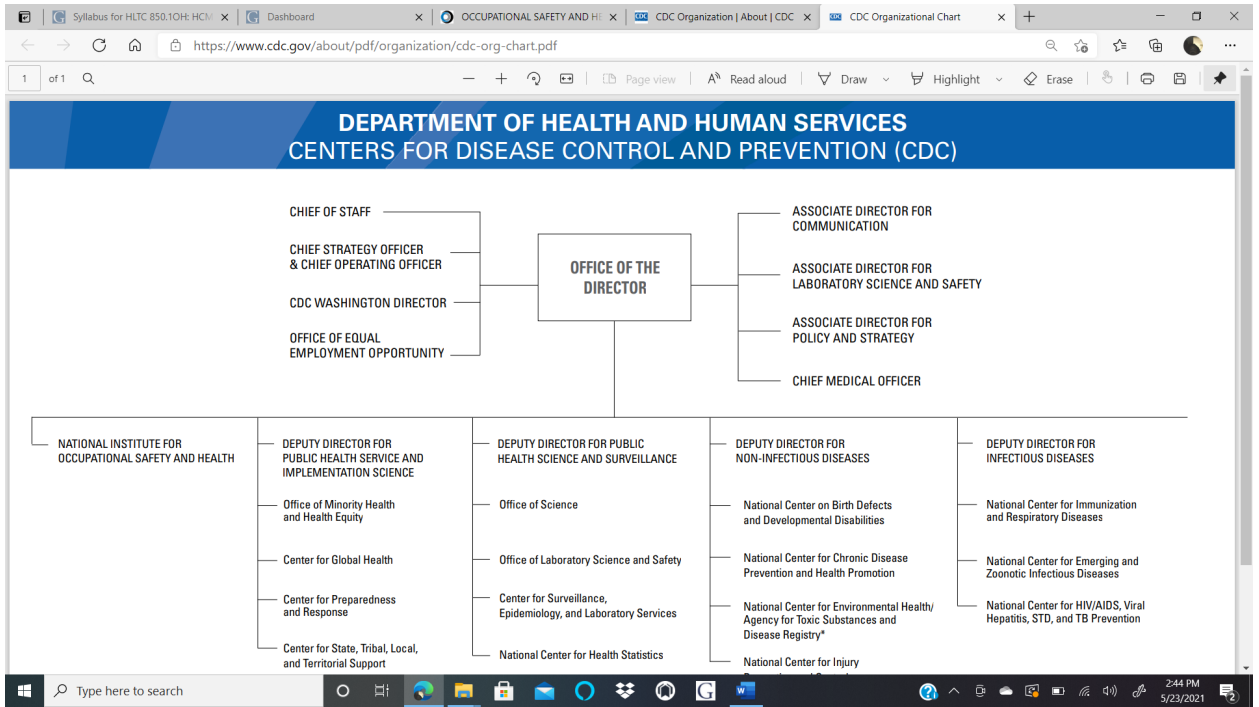 Syllabus for HLTC 850.1OH: HCM
Dashboard
OCCUPATIONAL SAFETY AND HE
CDC Organization | About | CDC
CDC Organizational Chart
https://www.cdc.gov/about/pdf/organization/cdc-org-chart.pdf
1 of 1
Page view
Read aloud
Draw
Highlight
Erase
DEPARTMENT OF HEALTH AND HUMAN SERVICES
CENTERS FOR DISEASE CONTROL AND PREVENTION (CDC)
CHIEF OF STAFF
CHIEF STRATEGY OFFICER
& CHIEF OPERATING OFFICER
CDC WASHINGTON DIRECTOR
OFFICE OF EQUAL
EMPLOYMENT OPPORTUNITY
OFFICE OF THE
DIRECTOR
ASSOCIATE DIRECTOR FOR
COMMUNICATION
ASSOCIATE DIRECTOR FOR
LABORATORY SCIENCE AND SAFETY
ASSOCIATE DIRECTOR FOR
POLICY AND STRATEGY
CHIEF MEDICAL OFFICER
NATIONAL INSTITUTE FOR
OCCUPATIONAL SAFETY AND HEALTH
DEPUTY DIRECTOR FOR
PUBLIC HEALTH SERVICE AND
IMPLEMENTATION SCIENCE
Office of Minority Health
and Health Equity
Center for Global Health
Center for Preparedness
and Response
Center for State, Tribal, Local,
and Territorial Support
DEPUTY DIRECTOR FOR PUBLIC
HEALTH SCIENCE AND SURVEILLANCE
Office of Science
Office of Laboratory Science and Safety
Center for Surveillance,
Epidemiology, and Laboratory Services
National Center for Health Statistics
DEPUTY DIRECTOR FOR
NON-INFECTIOUS DISEASES
National Center on Birth Defects
and Developmental Disabilities
National Center for Chronic Disease
Prevention and Health Promotion
National Center for Environmental Health/
Agency for Toxic Substances and
Disease Registry*
National Center for Injury
DEPUTY DIRECTOR FOR
INFECTIOUS DISEASES
National Center for Immunization
and Respiratory Diseases
National Center for Emerging and
Zoonotic Infectious Diseases
National Center for HIV/AIDS, Viral
Hepatitis, STD, and TB Prevention
Type here to search
2:44 PM
5/23/2021